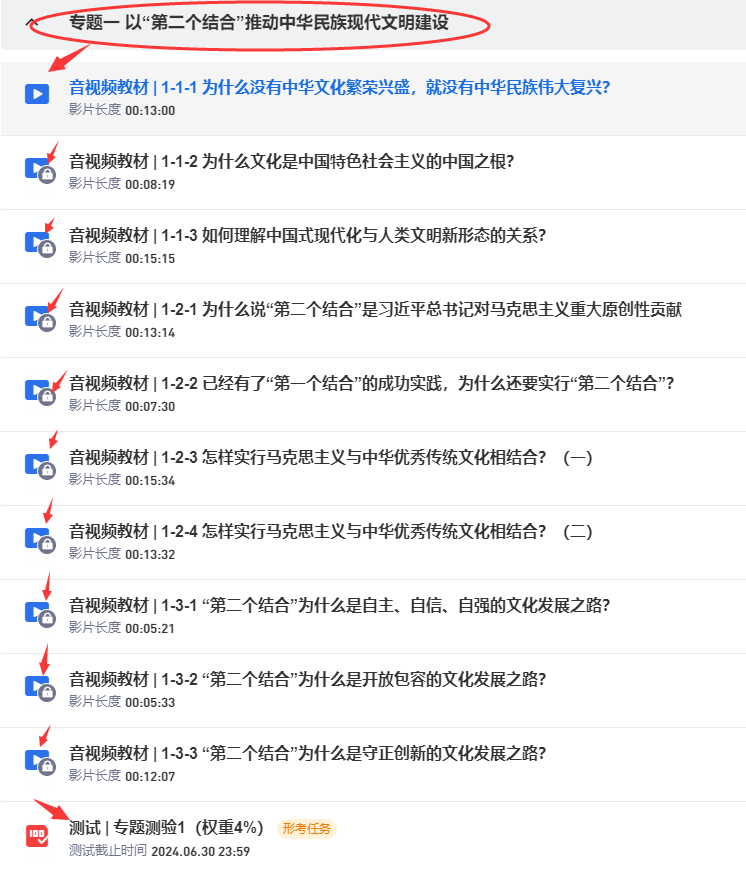 专题一 以“第二个结合”推动中华民族现代文明建设
音视频教材 | 1-1-1 为什么没有中华文化繁荣兴盛，就没有中华民族伟大复兴？
影片长度 00:13:00
音视频教材 | 1-1-2 为什么文化是中国特色社会主义的中国之根？
影片长度 00:08:19
音视频教材 | 1-1-3 如何理解中国式现代化与人类文明新形态的关系？
影片长度 00:15:15
音视频教材 | 1-2-1 为什么说“第二个结合”是习近平总书记对马克思主义重大原创性贡献
影片长度 00:13:14
音视频教材 | 1-2-2 已经有了“第一个结合”的成功实践，为什么还要实行“第二个结合”？
影片长度 00:07:30
音视频教材 | 1-2-3 怎样实行马克思主义与中华优秀传统文化相结合？（一）
影片长度 00:15:34
音视频教材 | 1-2-4 怎样实行马克思主义与中华优秀传统文化相结合？（二）
影片长度 00:13:32
音视频教材 | 1-3-1 “第二个结合”为什么是自主、自信、自强的文化发展之路？
影片长度 00:05:21
音视频教材 | 1-3-2 “第二个结合”为什么是开放包容的文化发展之路？
影片长度 00:05:33
音视频教材 | 1-3-3 “第二个结合”为什么是守正创新的文化发展之路？
影片长度 00:12:07
100 测试 | 专题测验1（权重4%） 形考任务
测试截止时间 2024.06.30 23:59